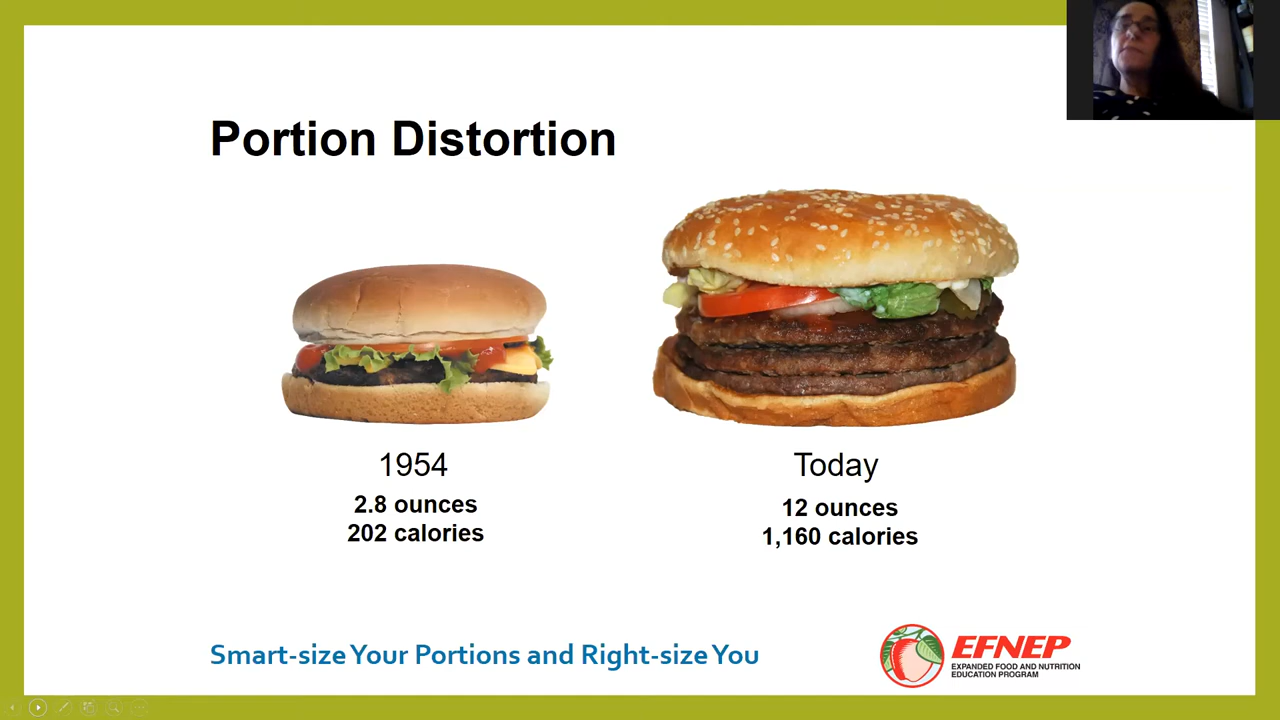 Portion Distortion
1954
2.8 ounces
202 calories
Today
12 ounces
1,160 calories
Smart-size Your Portions and Right-size You
EFNEP
EXPANDED FOOD AND NUTRITION
EDUCATION PROGRAM